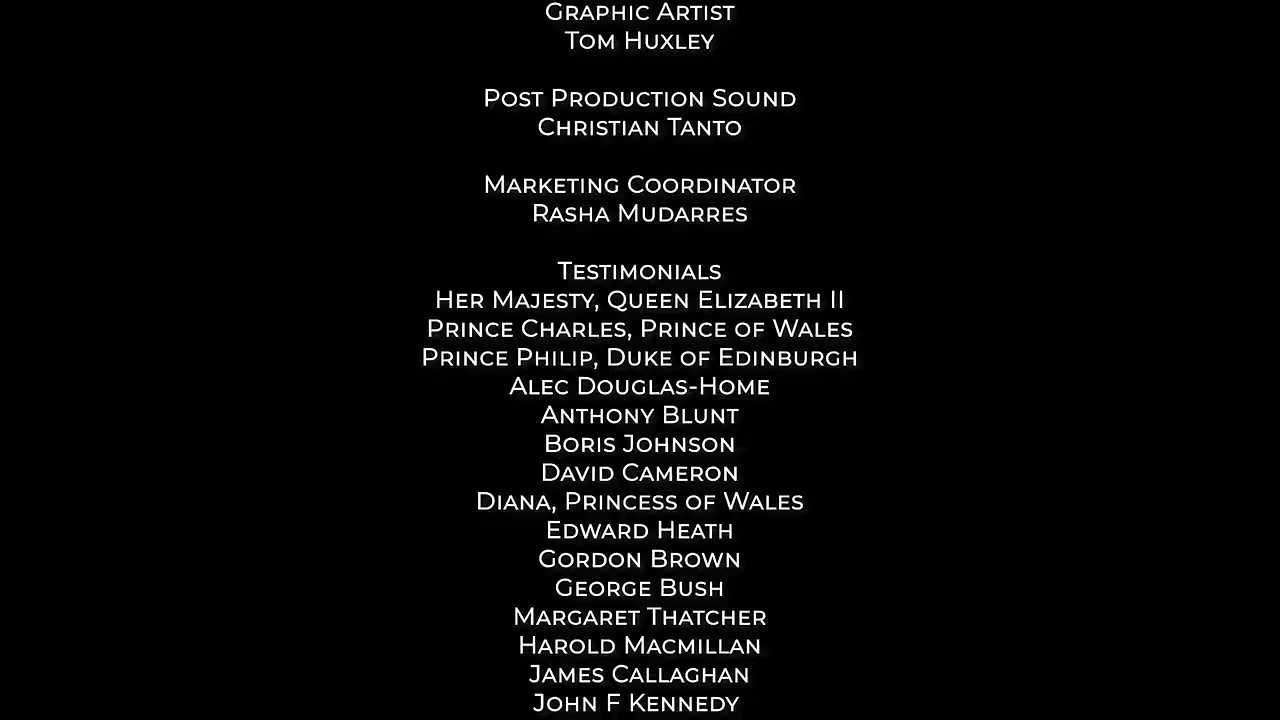 Graphic Artist
Tom Huxley
Post Production Sound
Christian Tanto
Marketing Coordinator
Rasha Mudarres
Testimonials
Her Majesty, Queen Elizabeth II
Prince Charles, Prince of Wales
Prince Philip, Duke of Edinburgh
Alec Douglas-Home
Anthony Blunt
Boris Johnson
David Cameron
Diana, Princess of Wales
Edward Heath
Gordon Brown
George Bush
Margaret Thatcher
Harold Macmillan
James Callaghan
John F Kennedy